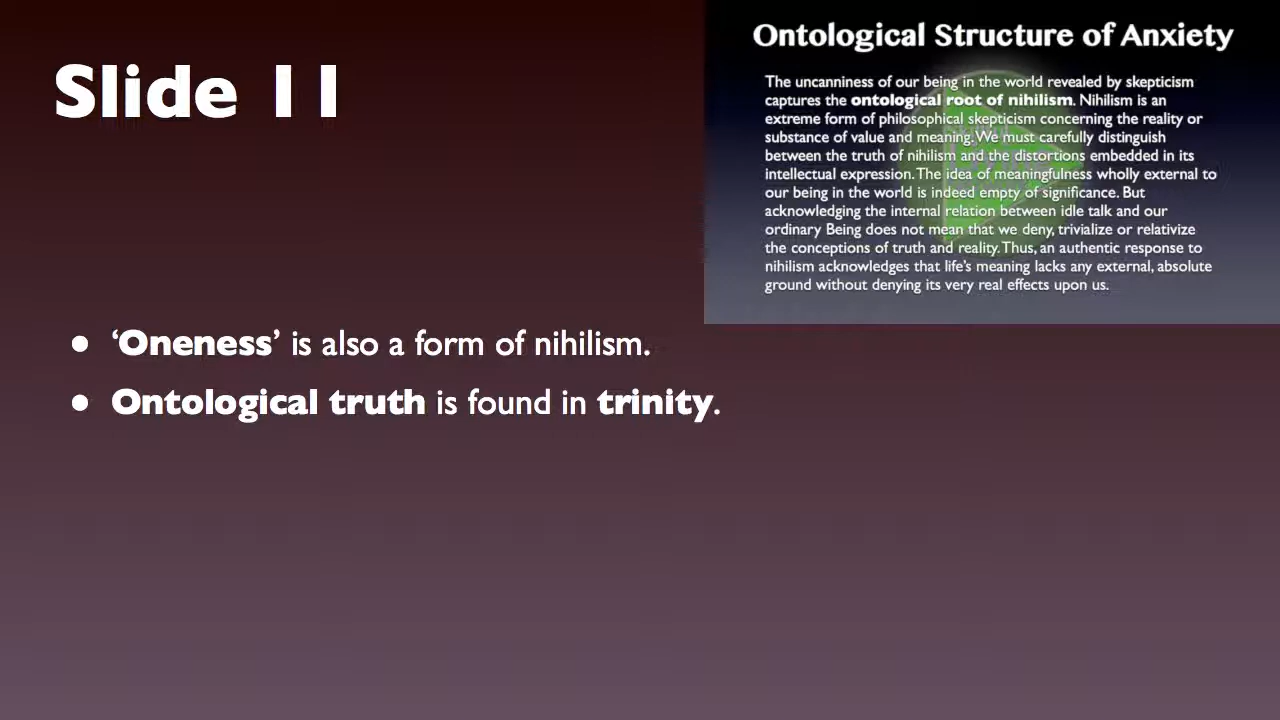 Slide 11
Ontological Structure of Anxiety
The uncanniness of our being in the world revealed by skepticism
captures the ontological root of nihilism. Nihilism is an
extreme form of philosophical skepticism concerning the reality or
substance of value and meaning. We must carefully distinguish
between the truth of nihilism and the distortions embedded in its
intellectual expression. The idea of meaningfulness wholly external to
our being in the world is indeed empty of significance. But
acknowledging the internal relation between idle talk and our
ordinary Being does not mean that we deny, trivialize or relativize
the conceptions of truth and reality. Thus, an authentic response to
nihilism acknowledges that life's meaning lacks any external, absolute
ground without denying its very real effects upon us.
• ‘Oneness’ is also a form of nihilism.
• Ontological truth is found in trinity.